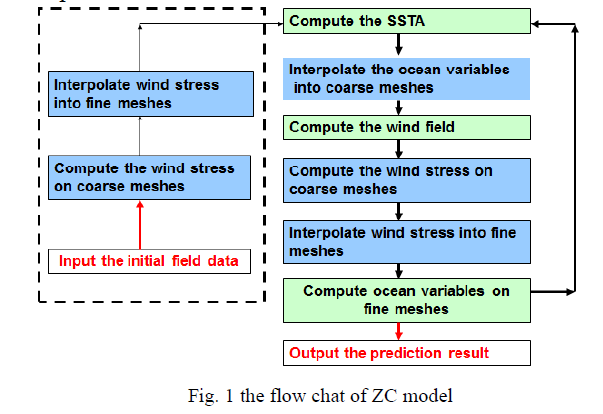 Compute the SSTA
Interpolate wind stress
into fine meshes
Compute the wind stress
on coarse meshes
Input the initial field data
Interpolate the ocean variables
into coarse meshes
Compute the wind field
Compute the wind stress on
coarse meshes
Interpolate wind stress into fine
meshes
Compute ocean variables on
fine meshes
Output the prediction result
Fig. 1 the flow chat of ZC model